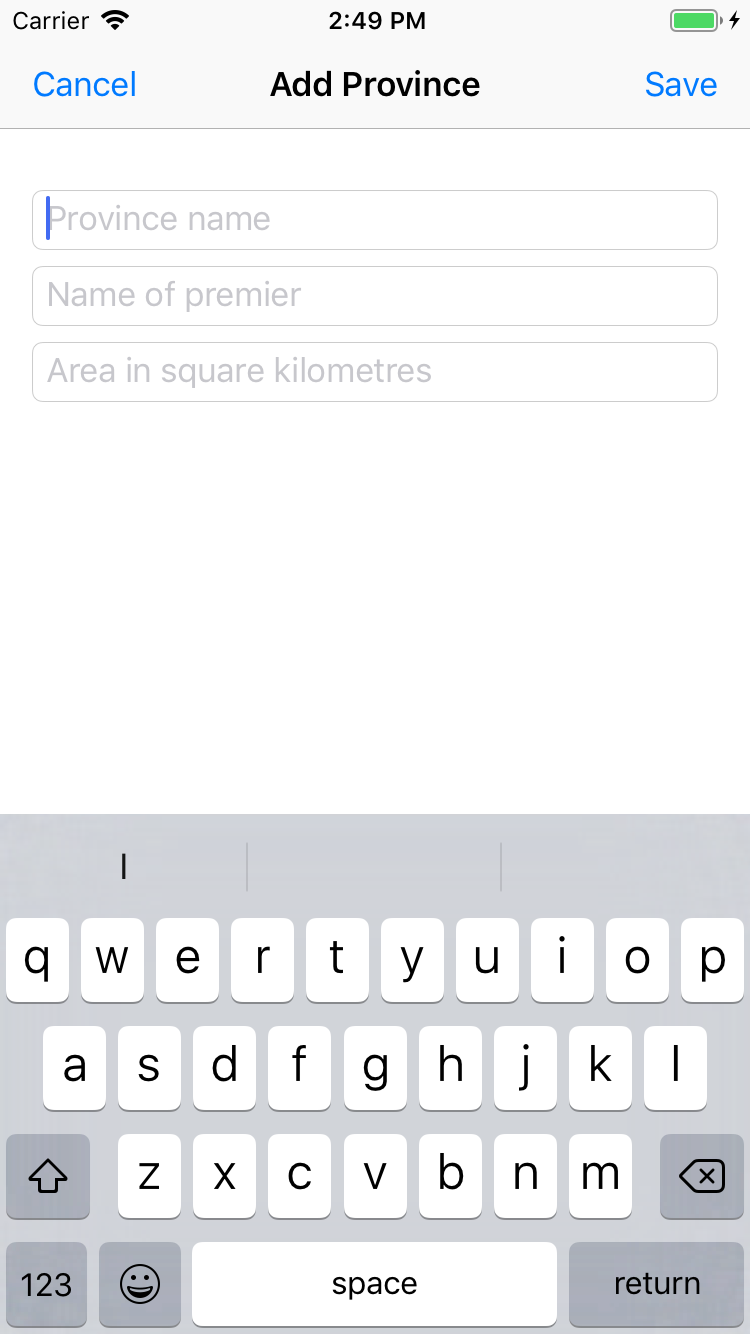 Carrier 2:49 PM
Cancel Add Province Save
Province name
Name of premier
Area in square kilometres
I
q w e r t y u i o p
a s d f g h j k l
z x c v b n m
123 space return